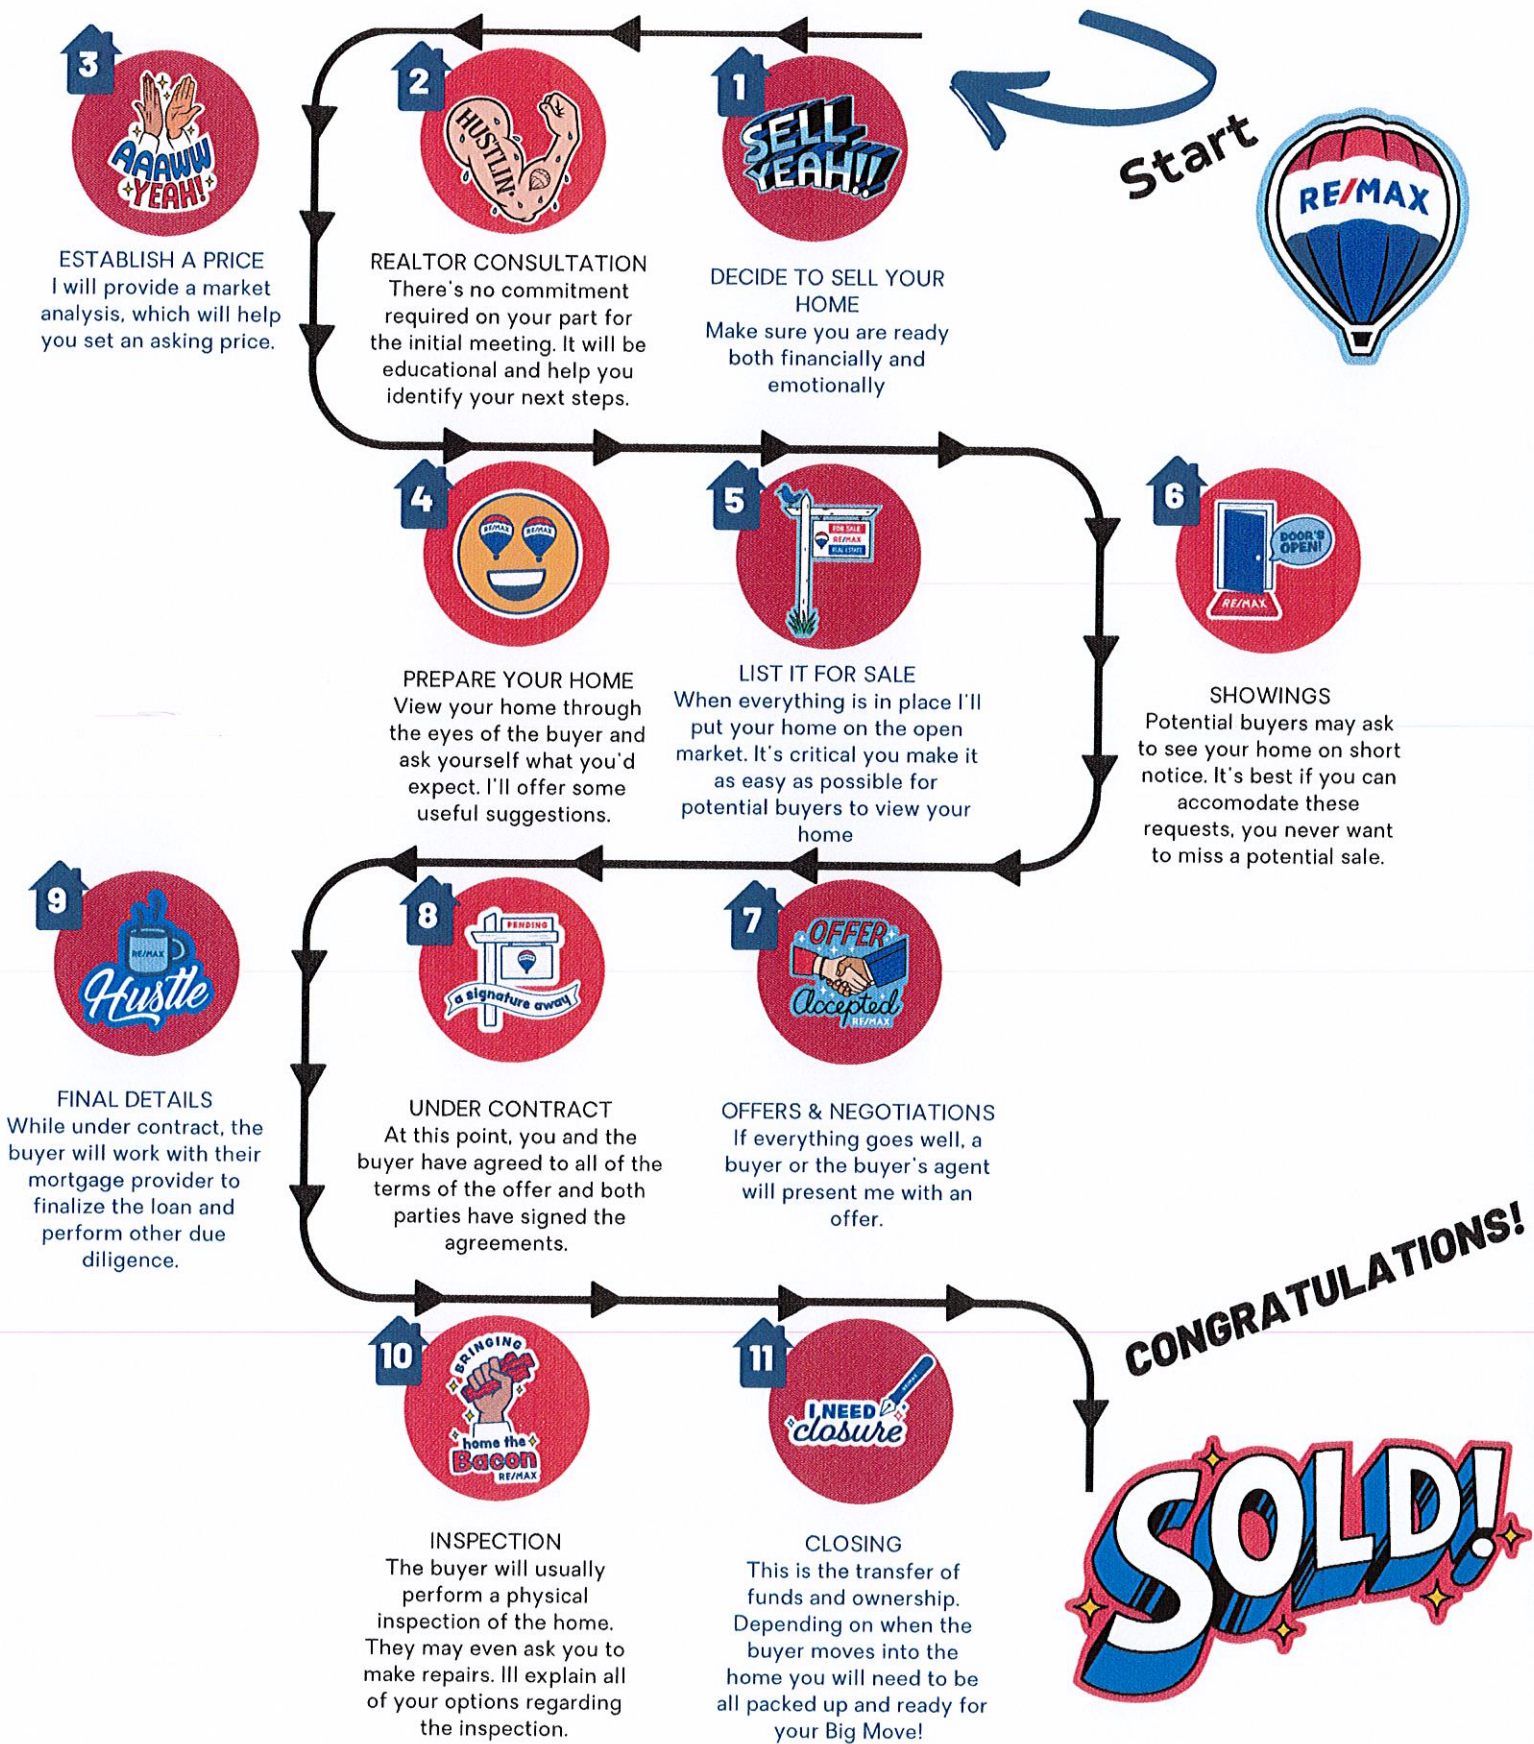 Start
RE/MAX
1
SELL
YEAH!!
DECIDE TO SELL YOUR
HOME
Make sure you are ready
both financially and
emotionally
2
HUSTLIN'
REALTOR CONSULTATION
There's no commitment
required on your part for
the initial meeting. It will be
educational and help you
identify your next steps.
3
AAAWW
YEAH!
ESTABLISH A PRICE
I will provide a market
analysis, which will help
you set an asking price.
4
RE/MAX RE/MAX
PREPARE YOUR HOME
View your home through
the eyes of the buyer and
ask yourself what you'd
expect. I'll offer some
useful suggestions.
5
FOR SALE
RE/MAX
REAL ESTATE
LIST IT FOR SALE
When everything is in place I'll
put your home on the open
market. It's critical you make it
as easy as possible for
potential buyers to view your
home
6
DOOR'S
OPEN!
RE/MAX
SHOWINGS
Potential buyers may ask
to see your home on short
notice. It's best if you can
accomodate these
requests, you never want
to miss a potential sale.
7
OFFER
accepted
RE/MAX
OFFERS & NEGOTIATIONS
If everything goes well, a
buyer or the buyer's agent
will present me with an
offer.
8
PENDING
a signature away
UNDER CONTRACT
At this point, you and the
buyer have agreed to all of the
terms of the offer and both
parties have signed the
agreements.
9
RE/MAX
Hustle
FINAL DETAILS
While under contract, the
buyer will work with their
mortgage provider to
finalize the loan and
perform other due
diligence.
10
BRINGING
home the
Bacon
RE/MAX
INSPECTION
The buyer will usually
perform a physical
inspection of the home.
They may even ask you to
make repairs. Ill explain all
of your options regarding
the inspection.
11
RE/MAX
I NEED
closure
CLOSING
This is the transfer of
funds and ownership.
Depending on when the
buyer moves into the
home you will need to be
all packed up and ready for
your Big Move!
CONGRATULATIONS!
SOLD!